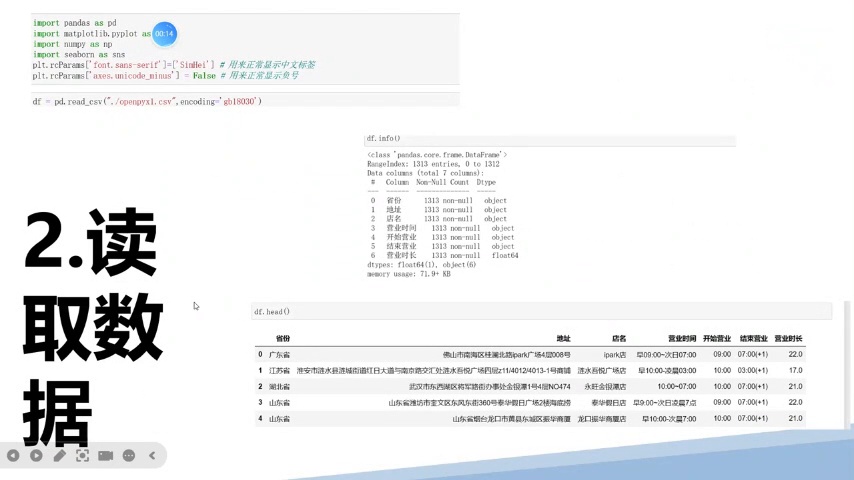 import pandas as pd
import matplotlib.pyplot as
00:14
import numpy as np
import seaborn as sns
plt.rcParams['font.sans-serif']=['SimHei'] # 用来正常显示中文标签
plt.rcParams['axes.unicode_minus'] = False # 用来正常显示负号
df = pd.read_csv("./openpyxl.csv",encoding='gb18030')
df.info()
<class 'pandas.core.frame.DataFrame'>
RangeIndex: 1313 entries, 0 to 1312
Data columns (total 7 columns):
# Column Non-Null Count Dtype
--- ------ -------------- -----
0 省份 1313 non-null object
1 地址 1313 non-null object
2 店名 1313 non-null object
3 营业时间 1313 non-null object
4 开始营业 1313 non-null object
5 结束营业 1313 non-null object
6 营业时长 1313 non-null float64
dtypes: float64(1), object(6)
memory usage: 71.9+ KB
2.读
取数
据
df.head()
省份 地址 店名 营业时间 开始营业 结束营业 营业时长
0 广东省 佛山市南海区桂澜北路ipark广场4层008号 ipark店 早09:00~次日07:00 09:00 07:00(+1) 22.0
1 江苏省 淮安市涟水县涟城街道红日大道与南京路交汇处涟水吾悦广场四层z11/4012/4013-1号商铺 涟水吾悦广场店 早10:00-凌晨03:00 10:00 03:00(+1) 17.0
2 湖北省 武汉市东西湖区将军路街办事处金银潭1号4层NO474 永旺金银潭店 10:00~07:00 10:00 07:00(+1) 21.0
3 山东省 山东省潍坊市奎文区东风东街360号泰华假日广场2楼海底捞 泰华假日店 早9:00~次日凌晨7点 09:00 07:00(+1) 22.0
4 山东省 山东省烟台龙口市黄县东城区振华商厦 龙口振华商厦店 早10:00-次晨7:00 10:00 07:00(+1) 21.0